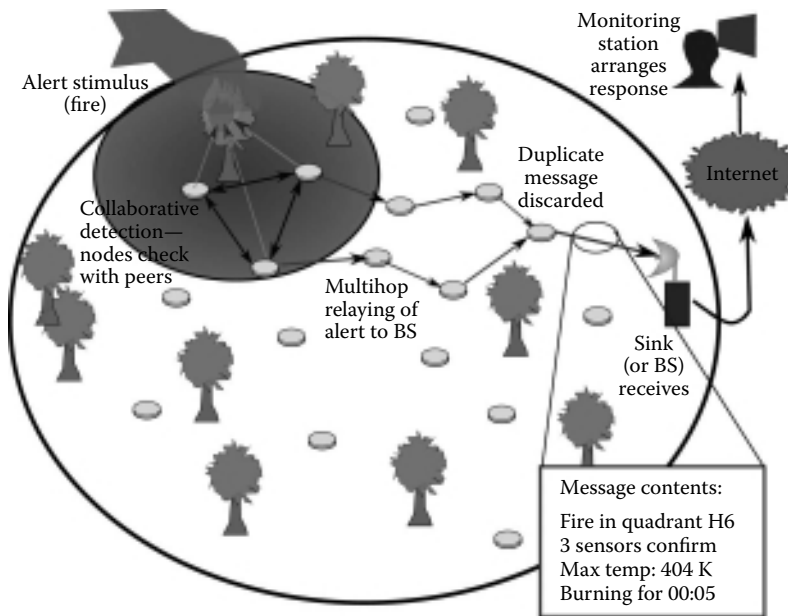 Monitoring
station
arranges
response
Alert stimulus
(fire)
Duplicate
message
discarded
Internet
Collaborative
detection—
nodes check
with peers
Multihop
relaying of
alert to BS
Sink
(or BS)
receives
Message contents:
Fire in quadrant H6
3 sensors confirm
Max temp: 404 K
Burning for 00:05